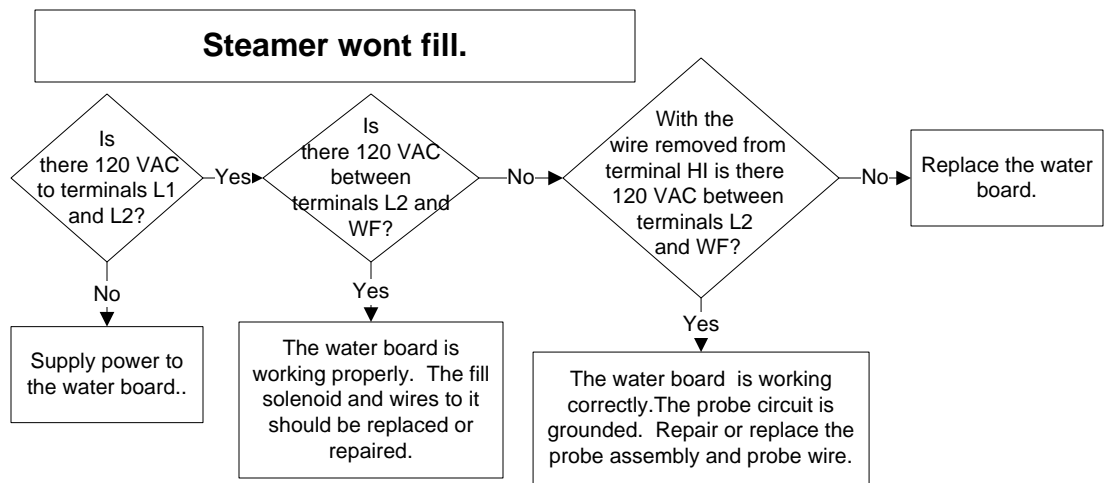 Steamer wont fill.
Is
there 120 VAC
to terminals L1
and L2?
Yes
Is
there 120 VAC
between
terminals L2 and
WF?
No
With the
wire removed from
terminal HI is there
120 VAC between
terminals L2
and WF?
No
Replace the water
board.
No
Supply power to
the water board..
Yes
The water board is
working properly.  The fill
solenoid and wires to it
should be replaced or
repaired.
Yes
The water board  is working
correctly.The probe circuit is
grounded.  Repair or replace the
probe assembly and probe wire.